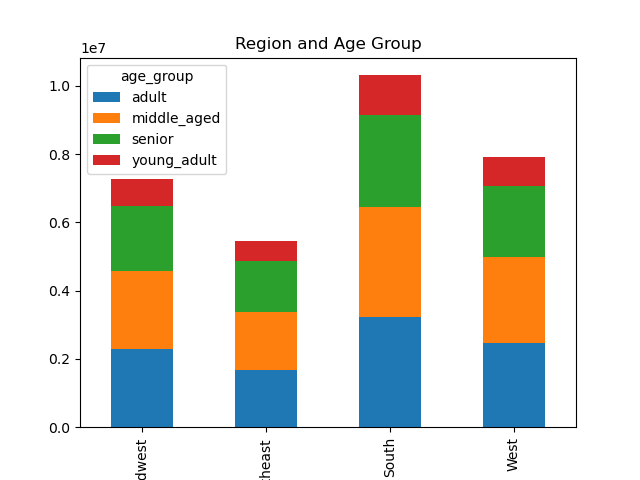 Region and Age Group
1e7
1.0
0.8
0.6
0.4
0.2
0.0
age_group
adult
middle_aged
senior
young_adult
dwest
theast
South
West